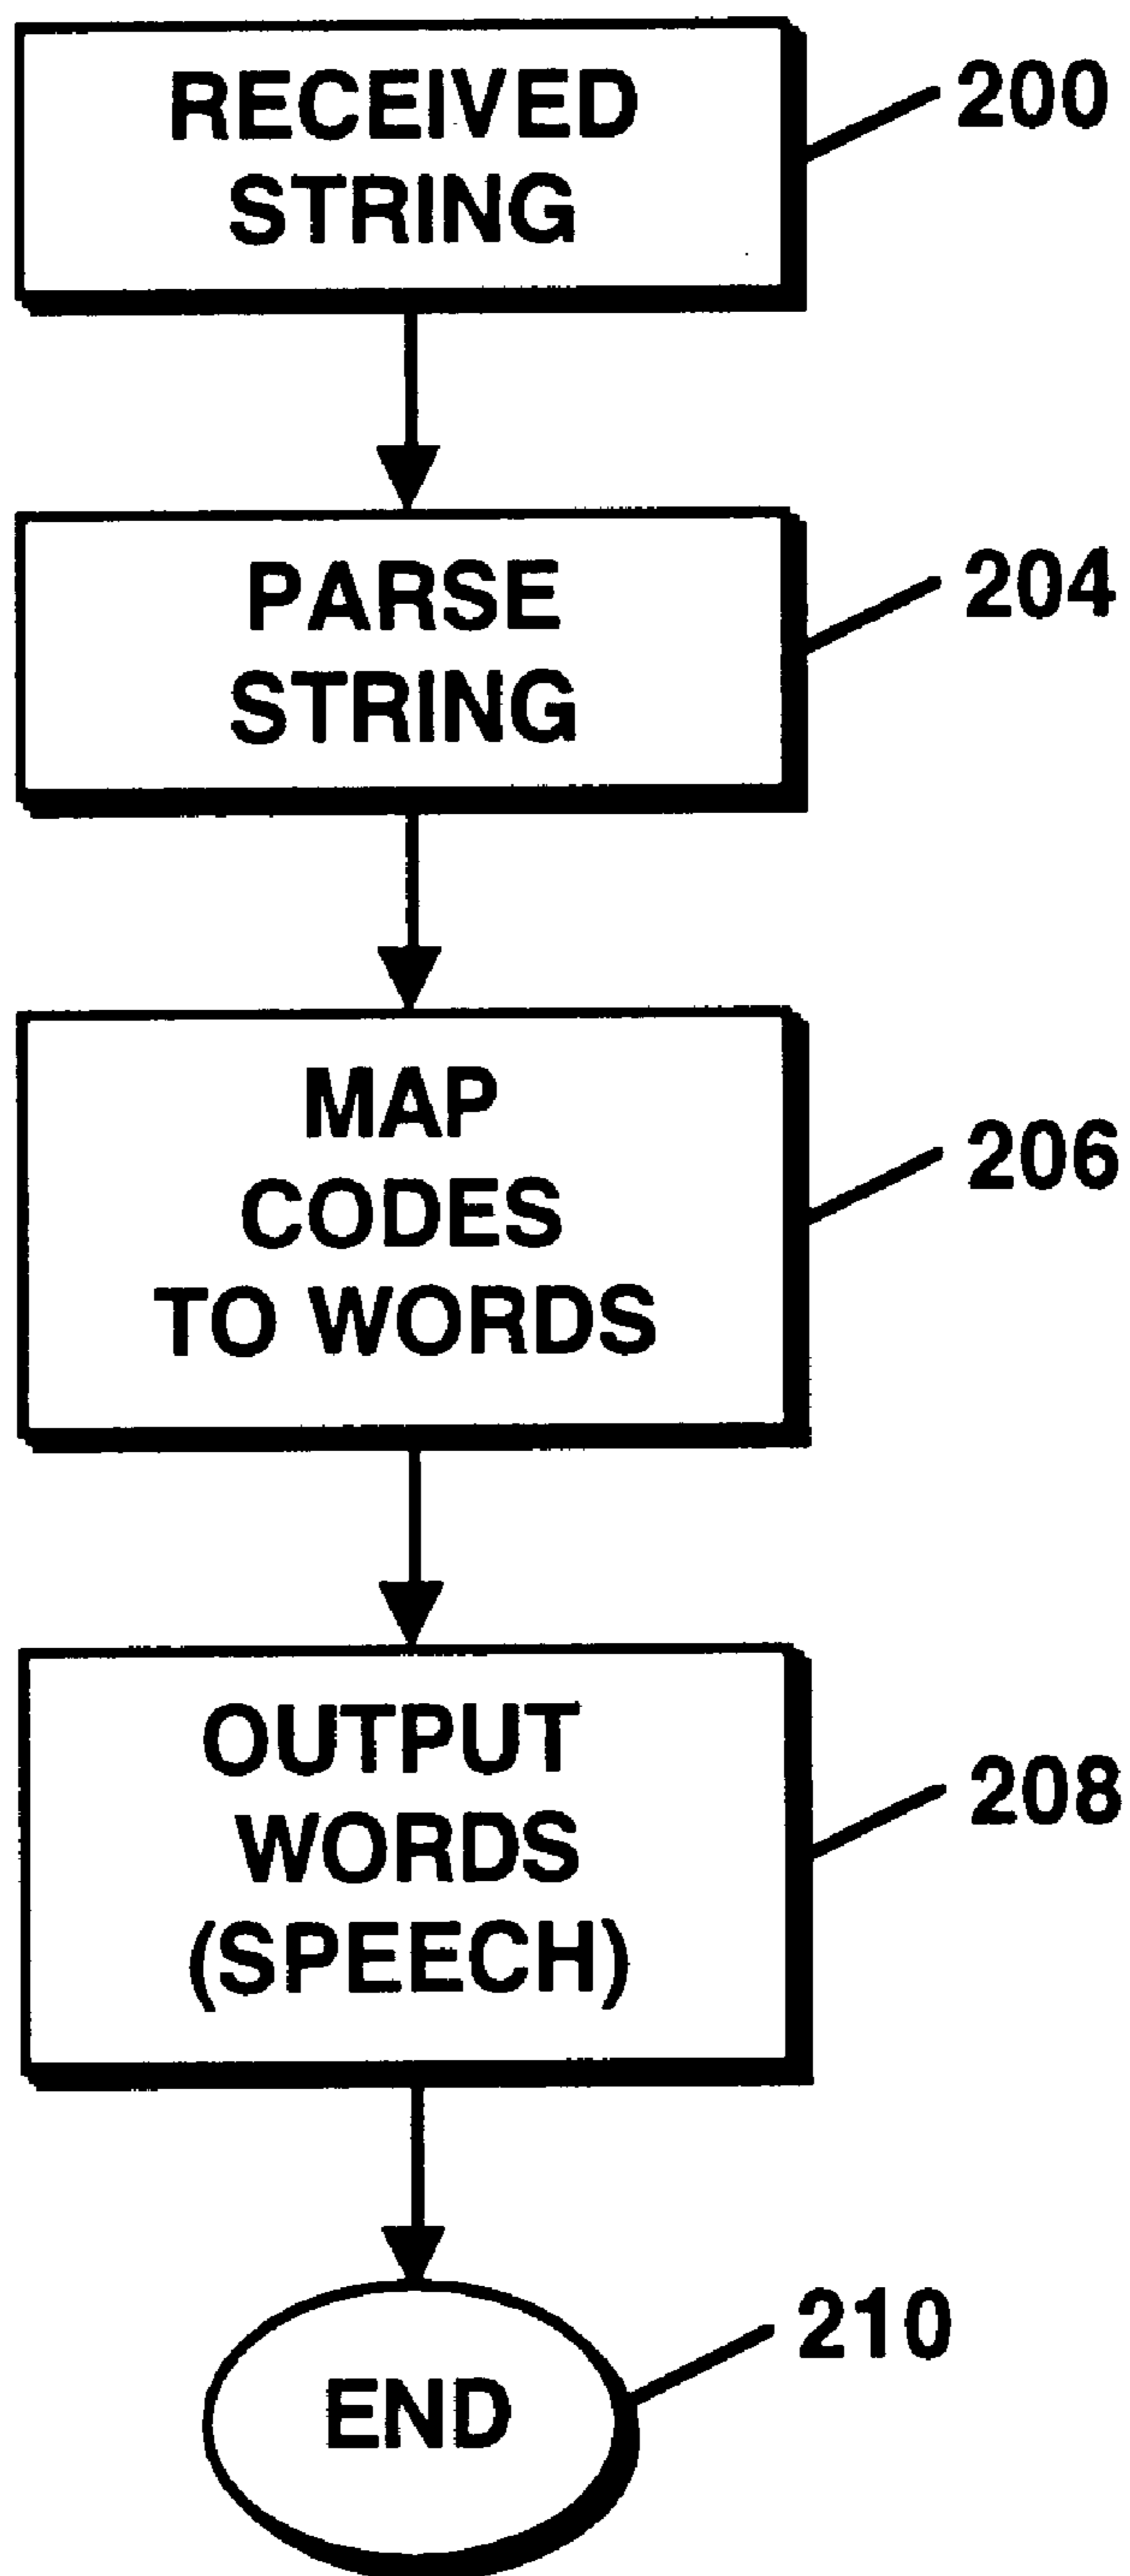 RECEIVED
STRING
200
PARSE
STRING
204
MAP
CODES
TO WORDS
206
OUTPUT
WORDS
(SPEECH)
208
END
210